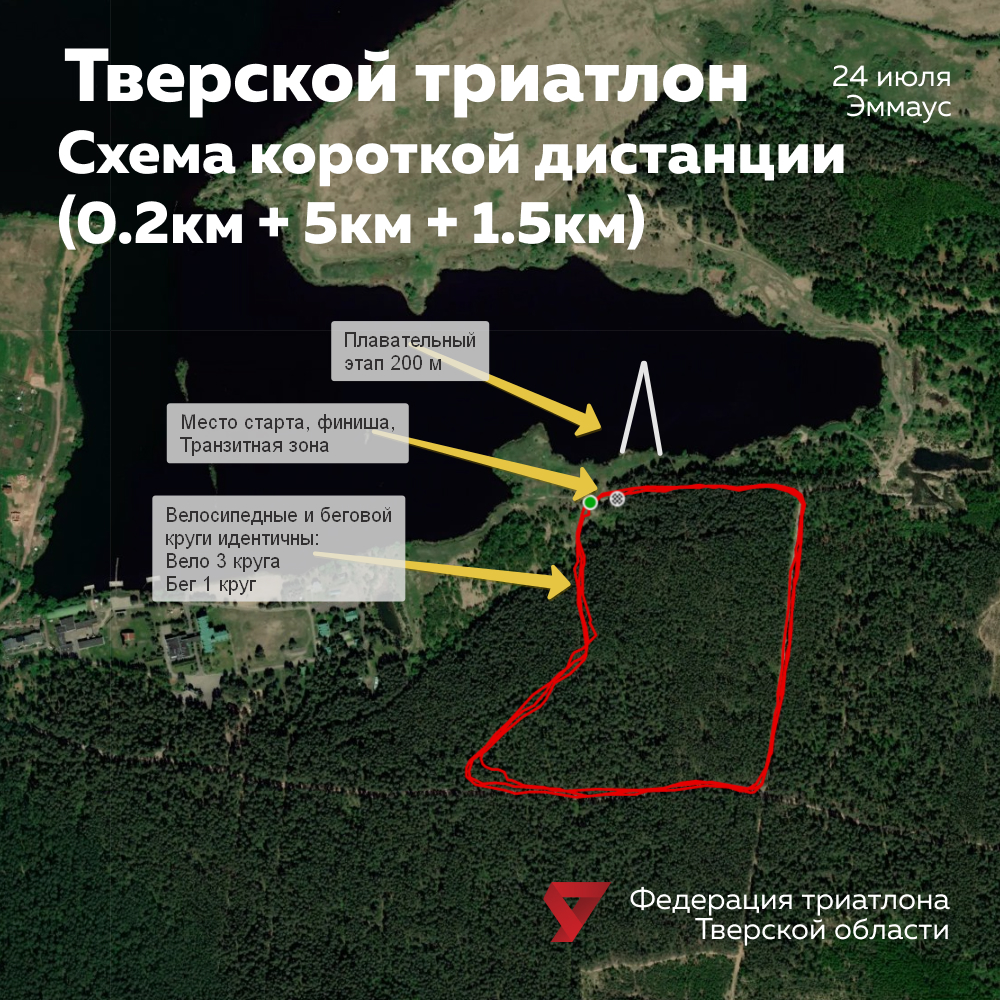 Тверской триатлон
24 июля
Эммаус
Схема короткой дистанции
(0.2км + 5км + 1.5км)
Плавательный
этап 200 м
Место старта, финиша,
Транзитная зона
Велосипедные и беговой
круги идентичны:
Вело 3 круга
Бег 1 круг
Федерация триатлона
Тверской области